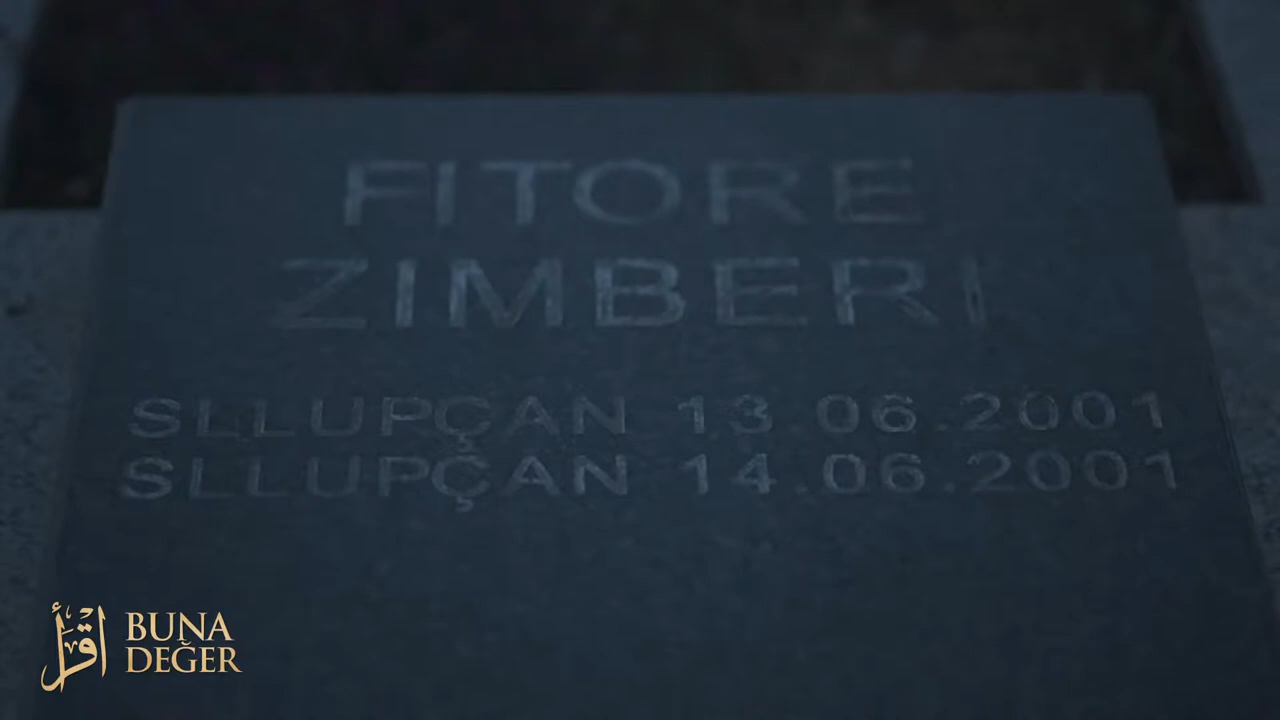 FITORE
ZIMBERI
SLLUPÇAN 13.06.2001
SLLUPÇAN 14.06.2001
اقرأ
BUNA
DEĞER